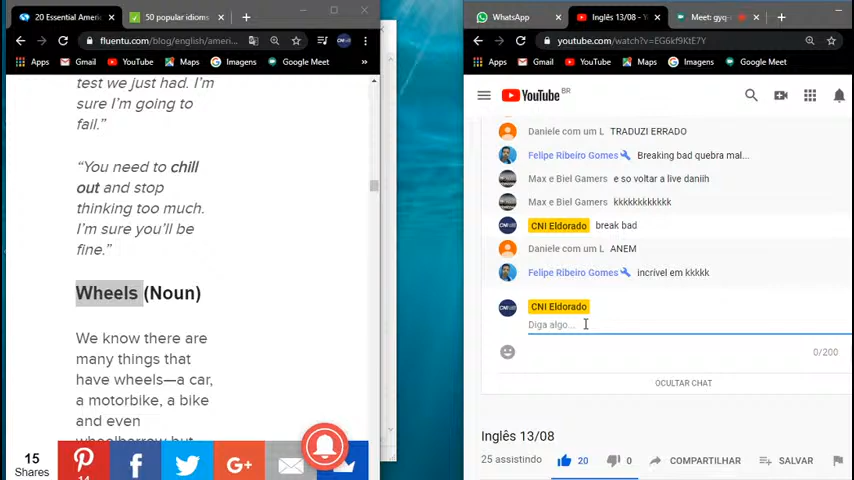 20 Essential Ameri
50 popular idioms
fluentu.com/blog/english/ameri...
Apps
Gmail
YouTube
Maps
Imagens
Google Meet
»
test we just had. I'm
sure I'm going to
fail."
"You need to chill
out and stop
thinking too much.
I'm sure you'll be
fine."
Wheels (Noun)
We know there are
many things that
have wheels—a car,
a motorbike, a bike
and even
wheelbarrow but
15
Shares
14
WhatsApp
Inglês 13/08 - Y
Meet: gyq-
youtube.com/watch?v=EG6kf9KtE7Y
Apps
Gmail
YouTube
Maps
Imagens
Google Meet
YouTube BR
Daniele com um L TRADUZI ERRADO
Felipe Ribeiro Gomes Breaking bad quebra mal...
Max e Biel Gamers e so voltar a live daniih
Max e Biel Gamers kkkkkkkkkkkk
CNI Eldorado break bad
Daniele com um L ANEM
Felipe Ribeiro Gomes incrível em kkkkk
CNI Eldorado
Diga algo...
0/200
OCULTAR CHAT
Inglês 13/08
25 assistindo
20
0
COMPARTILHAR
SALVAR